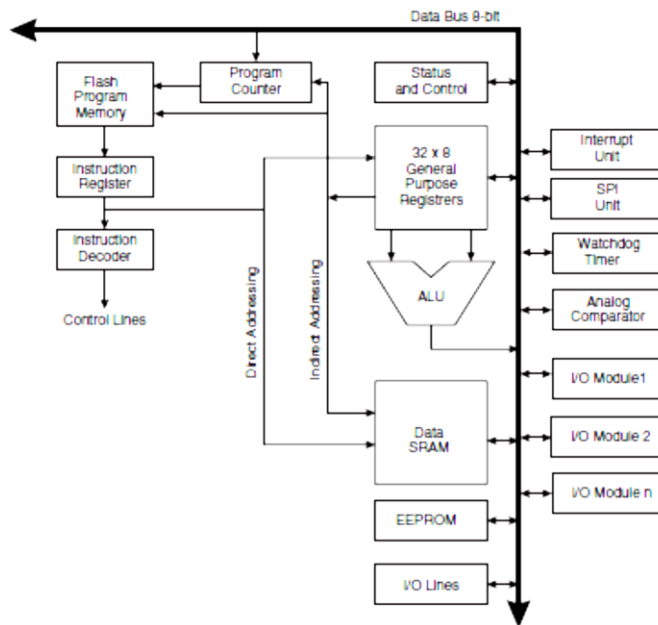 Data Bus 8-bit
Flash
Program
Memory
Program
Counter
Status
and Control
Instruction
Register
32 x 8
General
Purpose
Registrers
Interrupt
Unit
SPI
Unit
Instruction
Decoder
Watchdog
Timer
Control Lines
Direct Addressing
Indirect Addressing
ALU
Analog
Comparator
I/O Module1
Data
SRAM
I/O Module 2
I/O Module n
EEPROM
I/O Lines